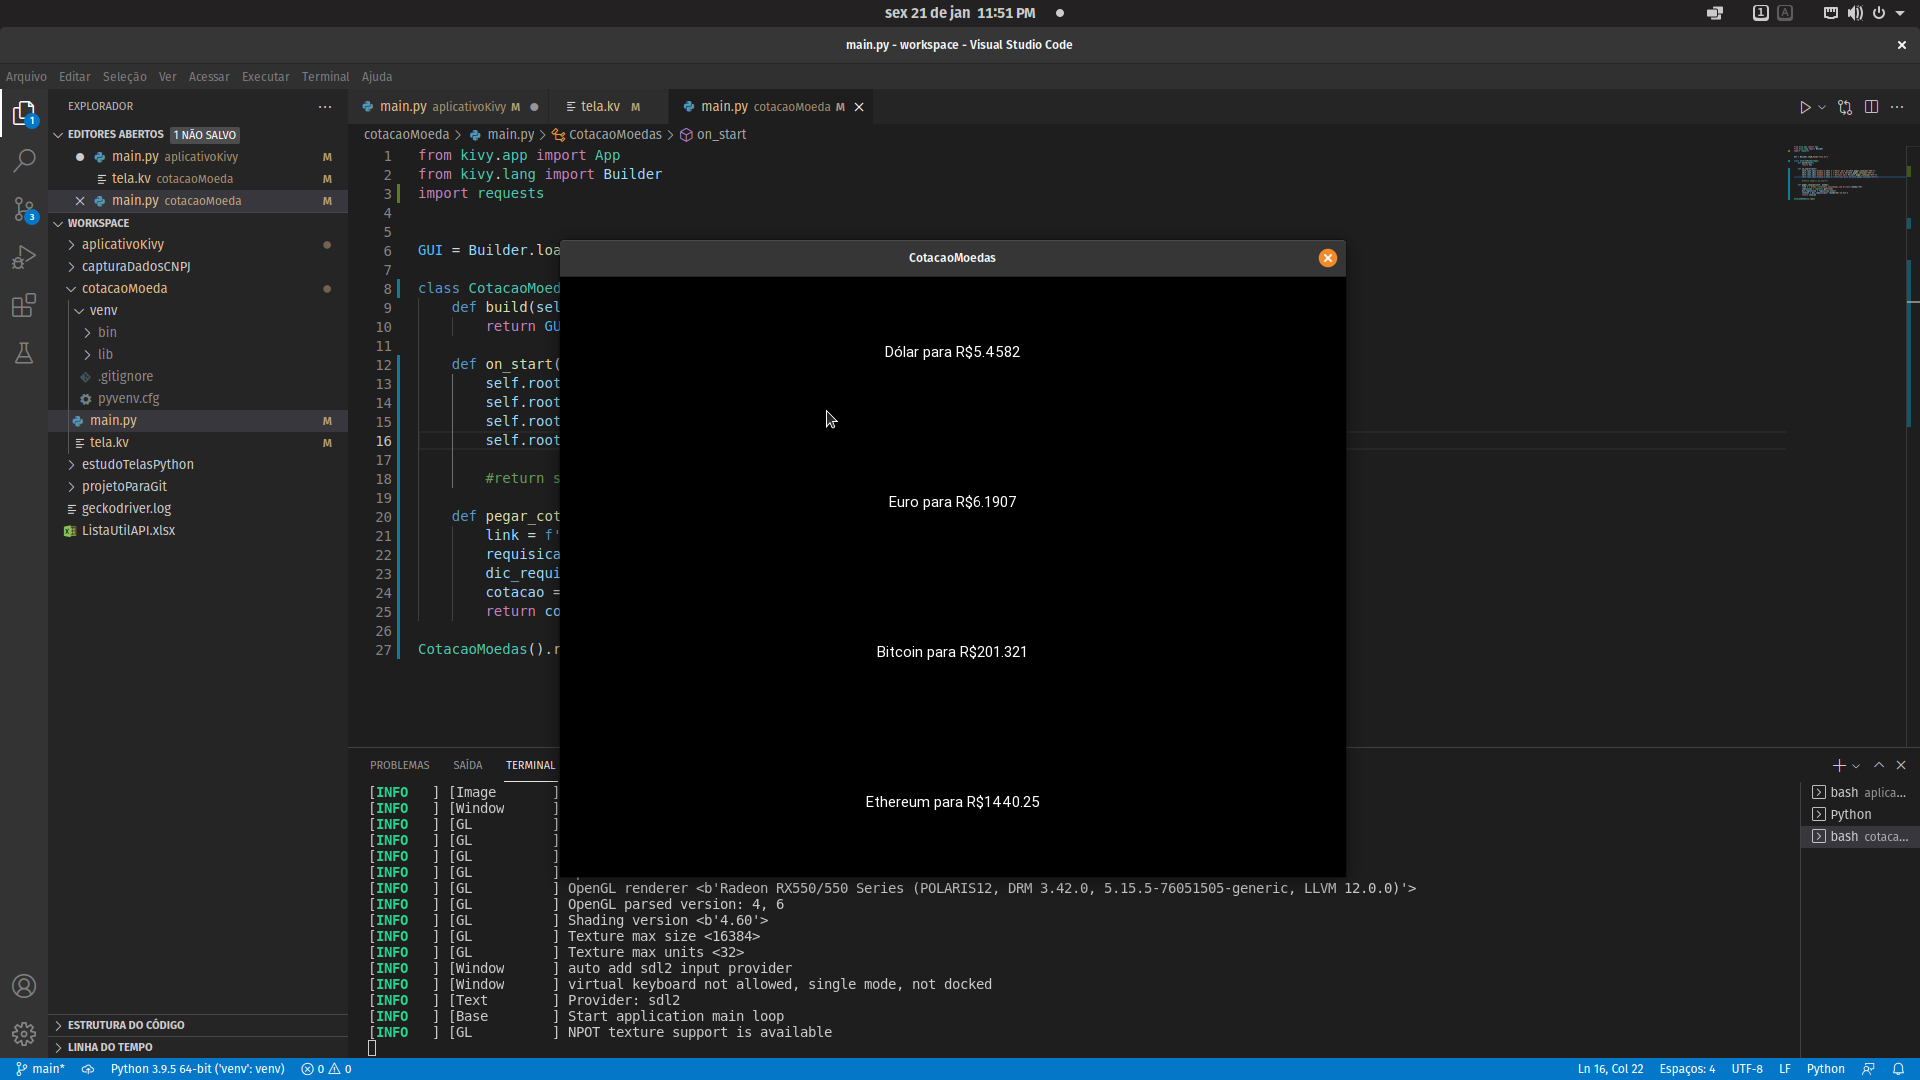 sex 21 de jan 11:51 PM
1
A
main.py - workspace - Visual Studio Code
Arquivo Editar Seleção Ver Acessar Executar Terminal Ajuda
EXPLORADOR
EDITORES ABERTOS 1 NÃO SALVO
main.py aplicativoKivy M
tela.kv cotacaoMoeda M
main.py cotacaoMoeda M
WORKSPACE
aplicativoKivy
capturaDadosCNPJ
cotacaoMoeda
venv
bin
lib
.gitignore
pyvenv.cfg
main.py M
tela.kv M
estudoTelasPython
projetoParaGit
geckodriver.log
ListaUtilAPI.xlsx
ESTRUTURA DO CÓDIGO
LINHA DO TEMPO
1
3
main.py aplicativoKivy M
tela.kv M
main.py cotacaoMoeda M
cotacaoMoeda > main.py > CotacaoMoedas > on_start
1 from kivy.app import App
2 from kivy.lang import Builder
3 import requests
4
5
6 GUI = Builder.loa
7
8 class CotacaoMoed
9 def build(sel
10 return GU
11
12 def on_start(
13 self.root
14 self.root
15 self.root
16 self.root
17
18 #return s
19
20 def pegar_cot
21 link = f'
22 requisica
23 dic_requi
24 cotacao =
25 return co
26
27 CotacaoMoedas().r
CotacaoMoedas
Dólar para R$5.4582
Euro para R$6.1907
Bitcoin para R$201.321
Ethereum para R$1440.25
PROBLEMAS SAÍDA TERMINAL
[INFO ] [Image ]
[INFO ] [Window ]
[INFO ] [GL ]
[INFO ] [GL ]
[INFO ] [GL ]
[INFO ] [GL ]
[INFO ] [GL ] OpenGL renderer <b'Radeon RX550/550 Series (POLARIS12, DRM 3.42.0, 5.15.5-76051505-generic, LLVM 12.0.0)'>
[INFO ] [GL ] OpenGL parsed version: 4, 6
[INFO ] [GL ] Shading version <b'4.60'>
[INFO ] [GL ] Texture max size <16384>
[INFO ] [GL ] Texture max units <32>
[INFO ] [Window ] auto add sdl2 input provider
[INFO ] [Window ] virtual keyboard not allowed, single mode, not docked
[INFO ] [Text ] Provider: sdl2
[INFO ] [Base ] Start application main loop
[INFO ] [GL ] NPOT texture support is available
bash aplica...
Python
bash cotaca...
main* Python 3.9.5 64-bit ('venv': venv) 0 0 Ln 16, Col 22 Espaços: 4 UTF-8 LF Python